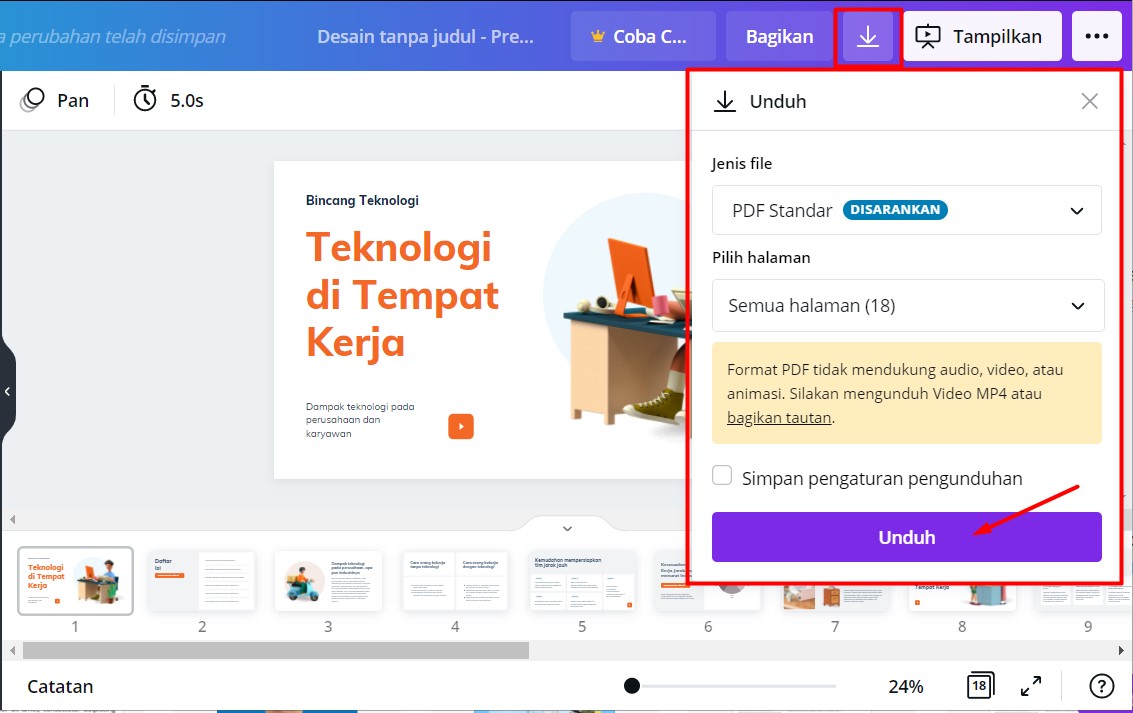 a perubahan telah disimpan
Desain tanpa judul - Pre...
Coba C...
Bagikan
Tampilkan
Pan
5.0s
Unduh
Jenis file
PDF Standar DISARANKAN
Pilih halaman
Semua halaman (18)
Format PDF tidak mendukung audio, video, atau
animasi. Silakan mengunduh Video MP4 atau
bagikan tautan.
Simpan pengaturan pengunduhan
Unduh
Bincang Teknologi
Teknologi
di Tempat
Kerja
Dampak teknologi pada
perusahaan dan
karyawan
Teknologi
di Tempat
Kerja
Daftar
Isi
Dampak teknologi
pada perusahaan, apa
pun industrinya
Cara orang bekerja
tanpa teknologi
Cara orang bekerja
dengan teknologi
Kemudahan mempersiapkan
tim jarak jauh
Tempat Kerja
1
2
3
4
5
6
7
8
9
Catatan
24%
18